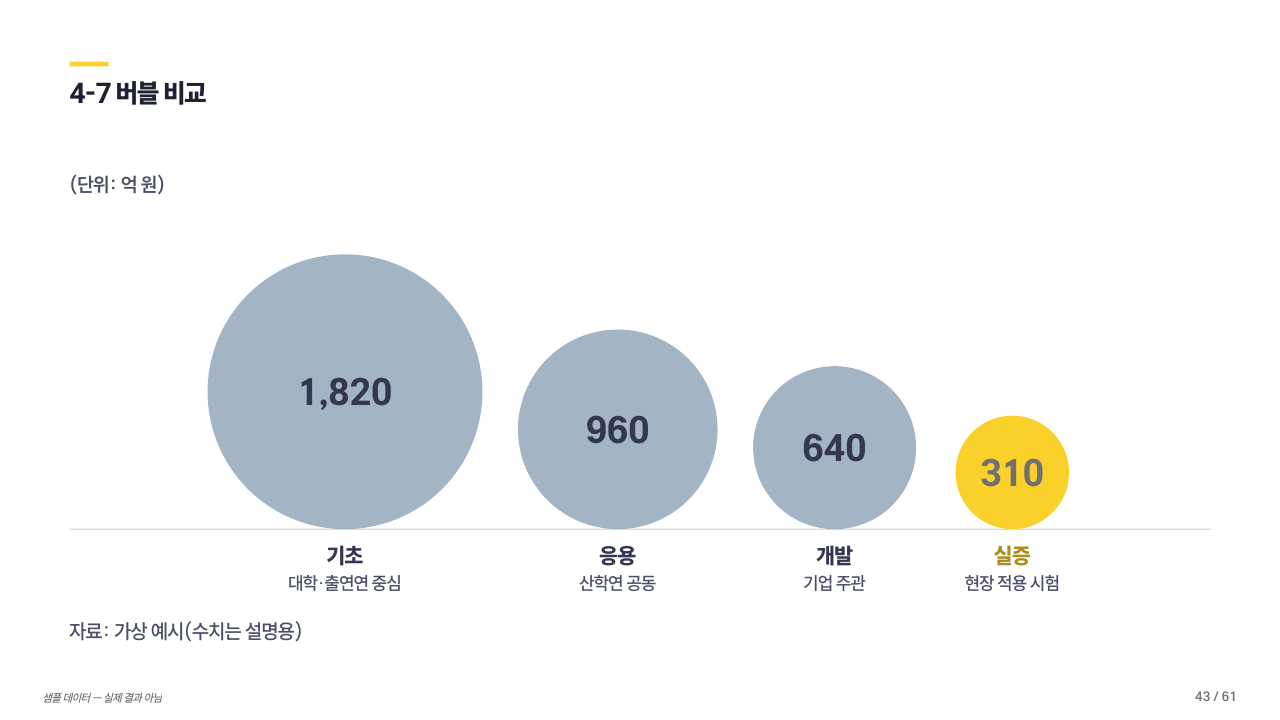 4-7 버블 비교
(단위: 억 원)
1,820
960
640
310
기초
응용
개발
실증
대학·출연연 중심
산학연 공동
기업 주관
현장 적용 시험
자료: 가상 예시(수치는 설명용)
샘플 데이터 – 실제 결과 아님
43 / 61